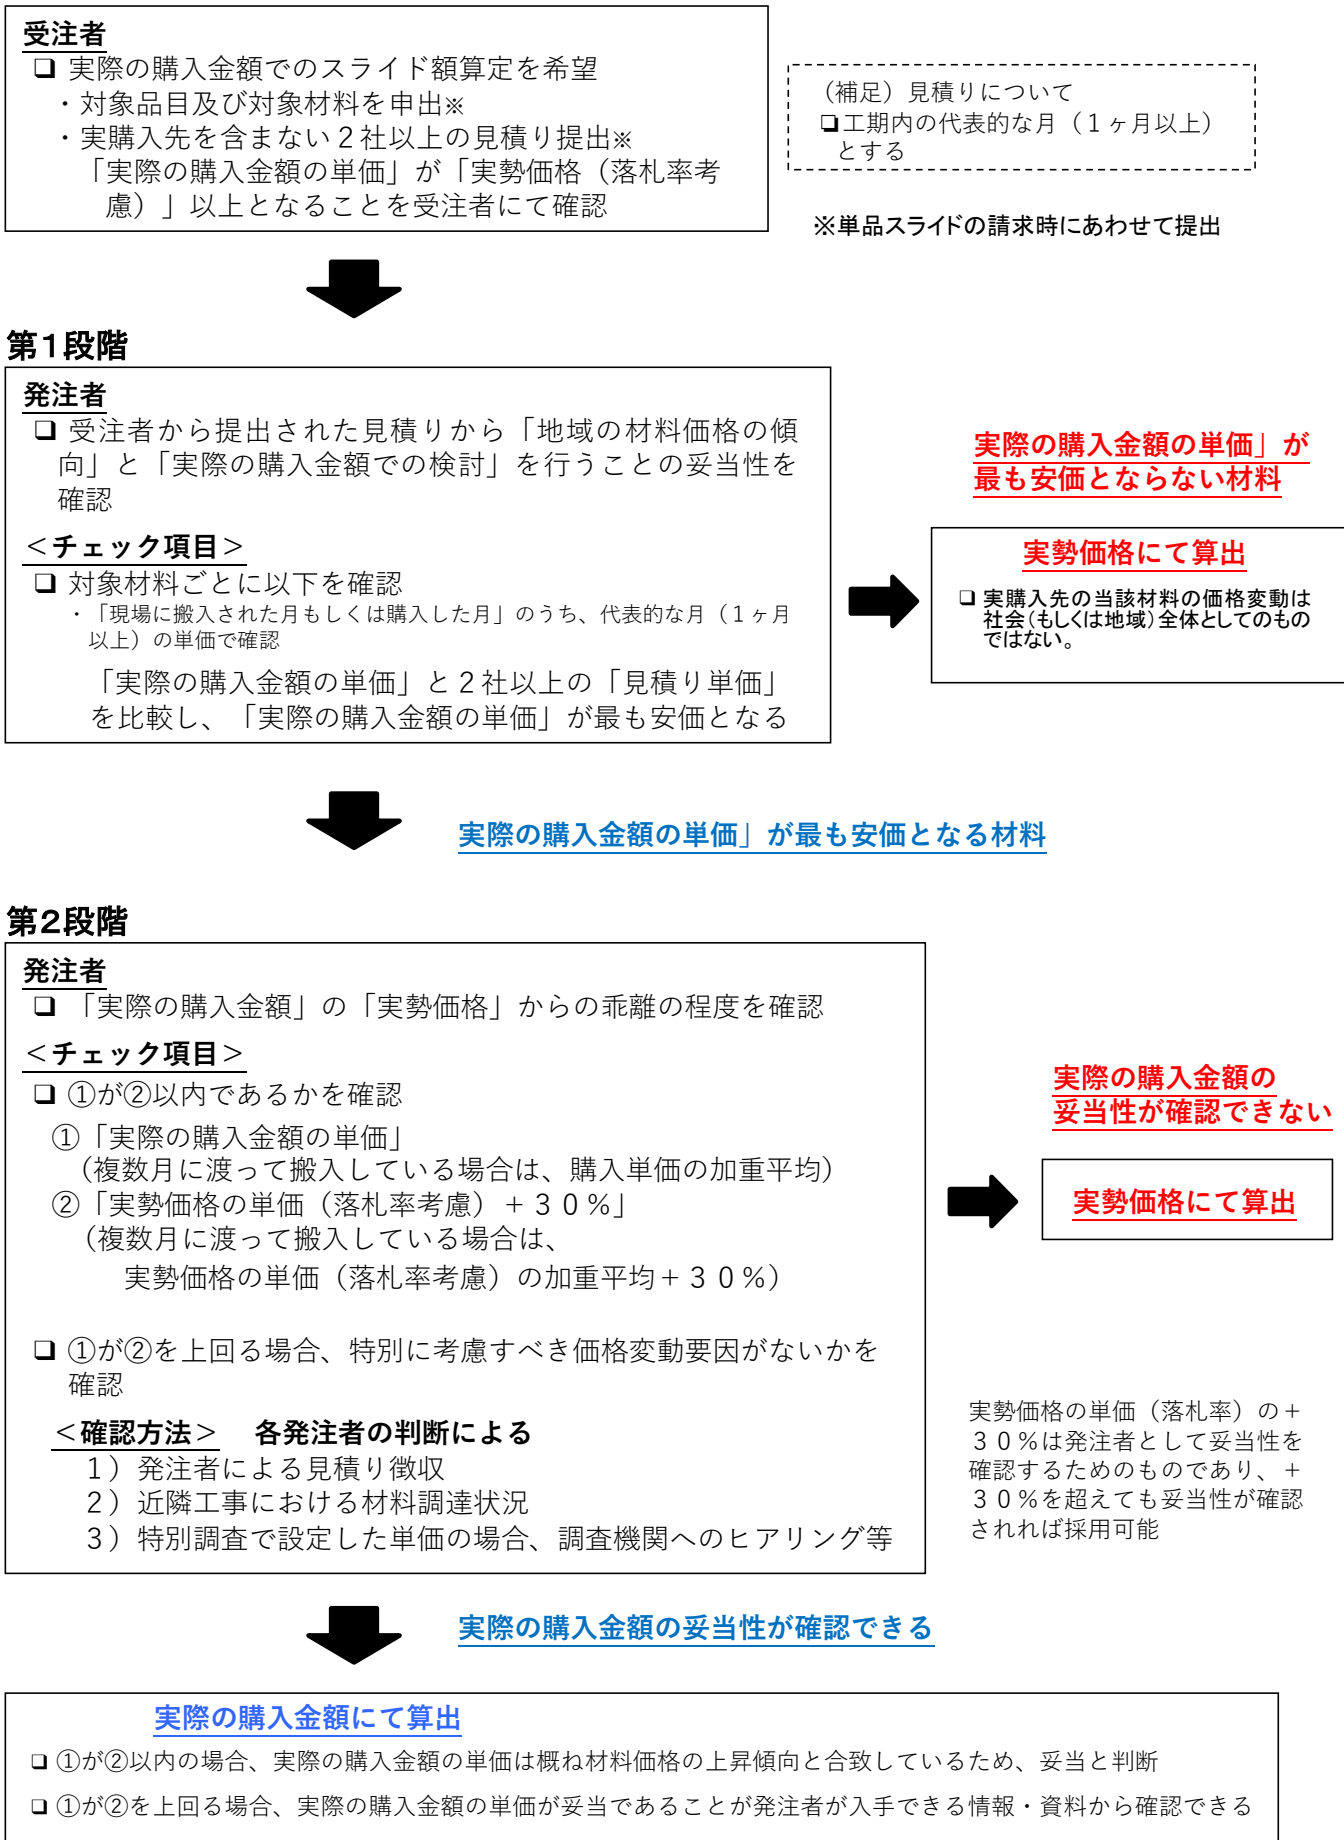 受注者
❑ 実際の購入金額でのスライド額算定を希望
・対象品目及び対象材料を申出※
・実購入先を含まない２社以上の見積り提出※
「実際の購入金額の単価」が「実勢価格（落札率考
慮）」以上となることを受注者にて確認
（補足）見積りについて
❑工期内の代表的な月（１ヶ月以上）
とする
※単品スライドの請求時にあわせて提出
第１段階
発注者
❑ 受注者から提出された見積りから「地域の材料価格の傾
向」と「実際の購入金額での検討」を行うことの妥当性を
確認
＜チェック項目＞
❑ 対象材料ごとに以下を確認
・「現場に搬入された月もしくは購入した月」のうち、代表的な月（１ヶ月
以上）の単価で確認
「実際の購入金額の単価」と２社以上の「見積り単価」
を比較し、「実際の購入金額の単価」が最も安価となる
実際の購入金額の単価」が
最も安価とならない材料
実勢価格にて算出
❑ 実購入先の当該材料の価格変動は
社会（もしくは地域）全体としてのもの
ではない。
実際の購入金額の単価」が最も安価となる材料
第２段階
発注者
❑ 「実際の購入金額」の「実勢価格」からの乖離の程度を確認
＜チェック項目＞
❑ ①が②以内であるかを確認
①「実際の購入金額の単価」
（複数月に渡って搬入している場合は、購入単価の加重平均）
②「実勢価格の単価（落札率考慮）＋３０％」
（複数月に渡って搬入している場合は、
実勢価格の単価（落札率考慮）の加重平均＋３０％）
❑ ①が②を上回る場合、特別に考慮すべき価格変動要因がないかを
確認
＜確認方法＞　各発注者の判断による
１）発注者による見積り徴収
２）近隣工事における材料調達状況
３）特別調査で設定した単価の場合、調査機関へのヒアリング等
実際の購入金額の
妥当性が確認できない
実勢価格にて算出
実勢価格の単価（落札率）の＋
３０％は発注者として妥当性を
確認するためのものであり、＋
３０％を超えても妥当性が確認
されれば採用可能
実際の購入金額の妥当性が確認できる
実際の購入金額にて算出
❑ ①が②以内の場合、実際の購入金額の単価は概ね材料価格の上昇傾向と合致しているため、妥当と判断
❑ ①が②を上回る場合、実際の購入金額の単価が妥当であることが発注者が入手できる情報・資料から確認できる